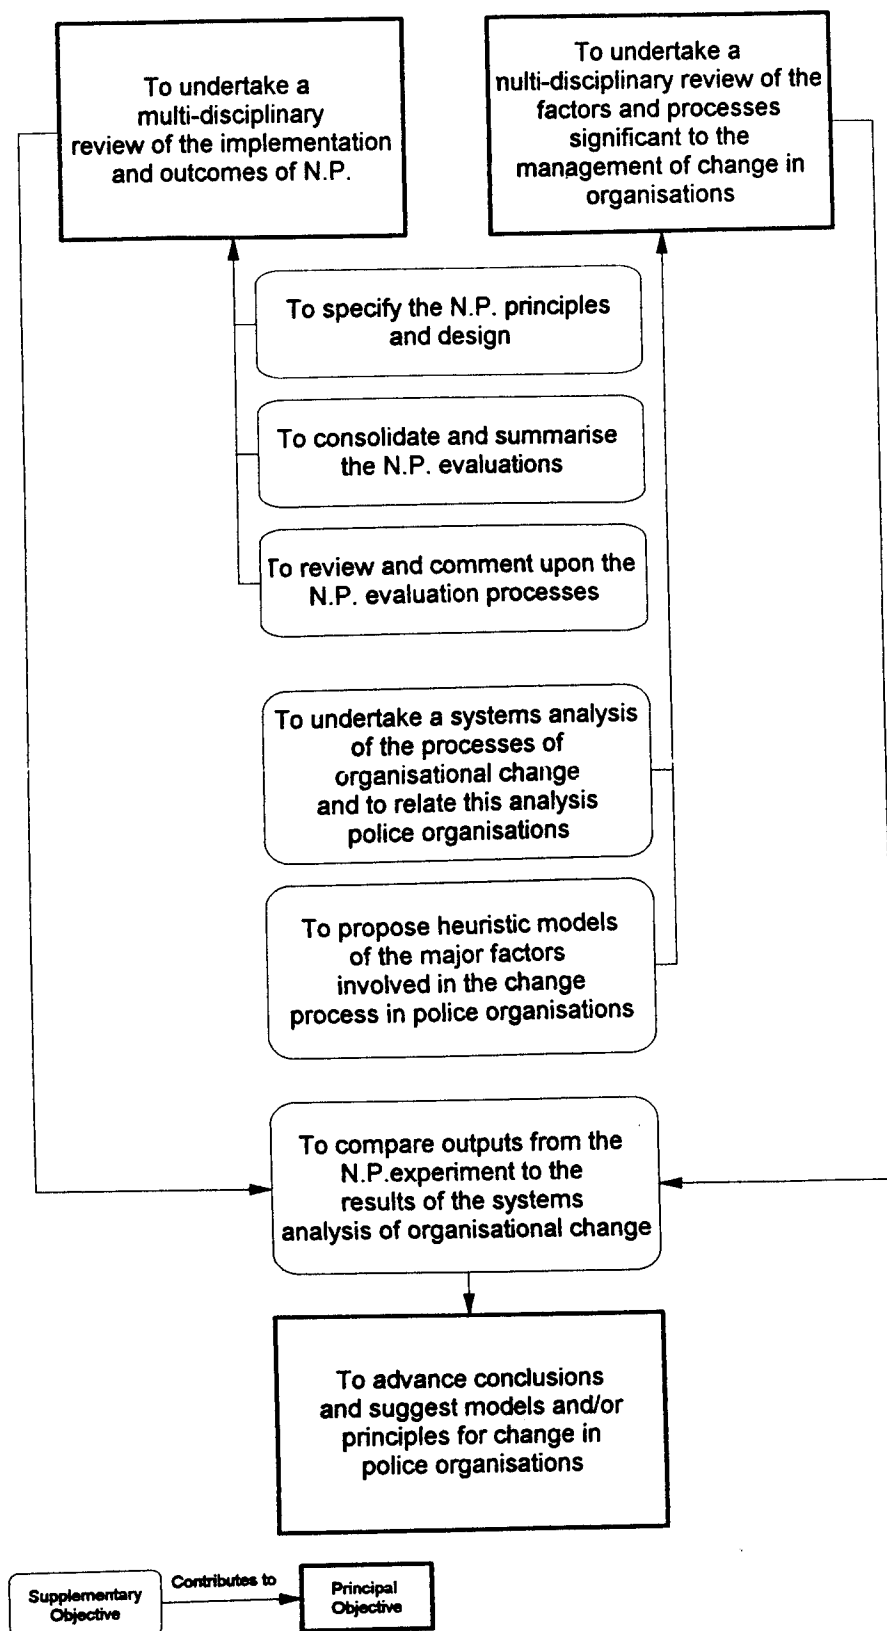 To undertake a
multi-disciplinary
review of the implementation
and outcomes of N.P.
To undertake a
nulti-disciplinary review of the
factors and processes
significant to the
management of change in
organisations
To specify the N.P. principles
and design
To consolidate and summarise
the N.P. evaluations
To review and comment upon the
N.P. evaluation processes
To undertake a systems analysis
of the processes of
organisational change
and to relate this analysis
police organisations
To propose heuristic models
of the major factors
involved in the change
process in police organisations
To compare outputs from the
N.P.experiment to the
results of the systems
analysis of organisational change
To advance conclusions
and suggest models and/or
principles for change in
police organisations
Supplementary
Objective
Contributes to
Principal
Objective